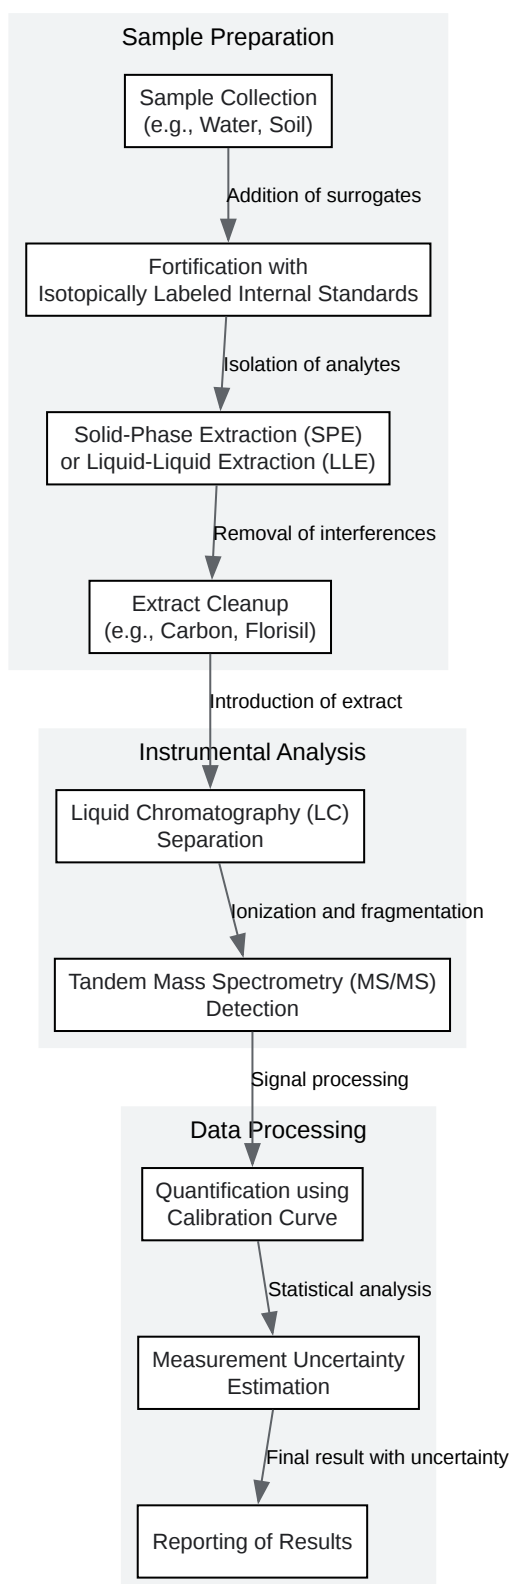 Sample Preparation
Sample Collection
(e.g., Water, Soil)
Addition of surrogates
Fortification with
Isotopically Labeled Internal Standards
Isolation of analytes
Solid-Phase Extraction (SPE)
or Liquid-Liquid Extraction (LLE)
Removal of interferences
Extract Cleanup
(e.g., Carbon, Florisil)
Introduction of extract
Instrumental Analysis
Liquid Chromatography (LC)
Separation
Ionization and fragmentation
Tandem Mass Spectrometry (MS/MS)
Detection
Signal processing
Data Processing
Quantification using
Calibration Curve
Statistical analysis
Measurement Uncertainty
Estimation
Final result with uncertainty
Reporting of Results